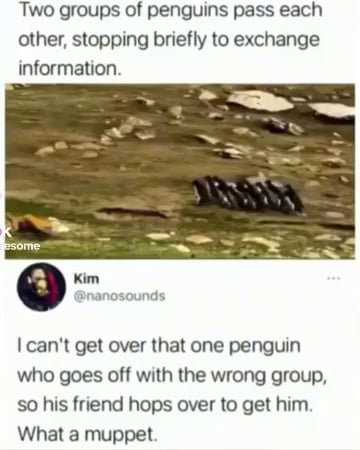 Two groups of penguins pass each
other, stopping briefly to exchange
information.
esome
Kim
@nanosounds
I can't get over that one penguin
who goes off with the wrong group,
so his friend hops over to get him.
What a muppet.